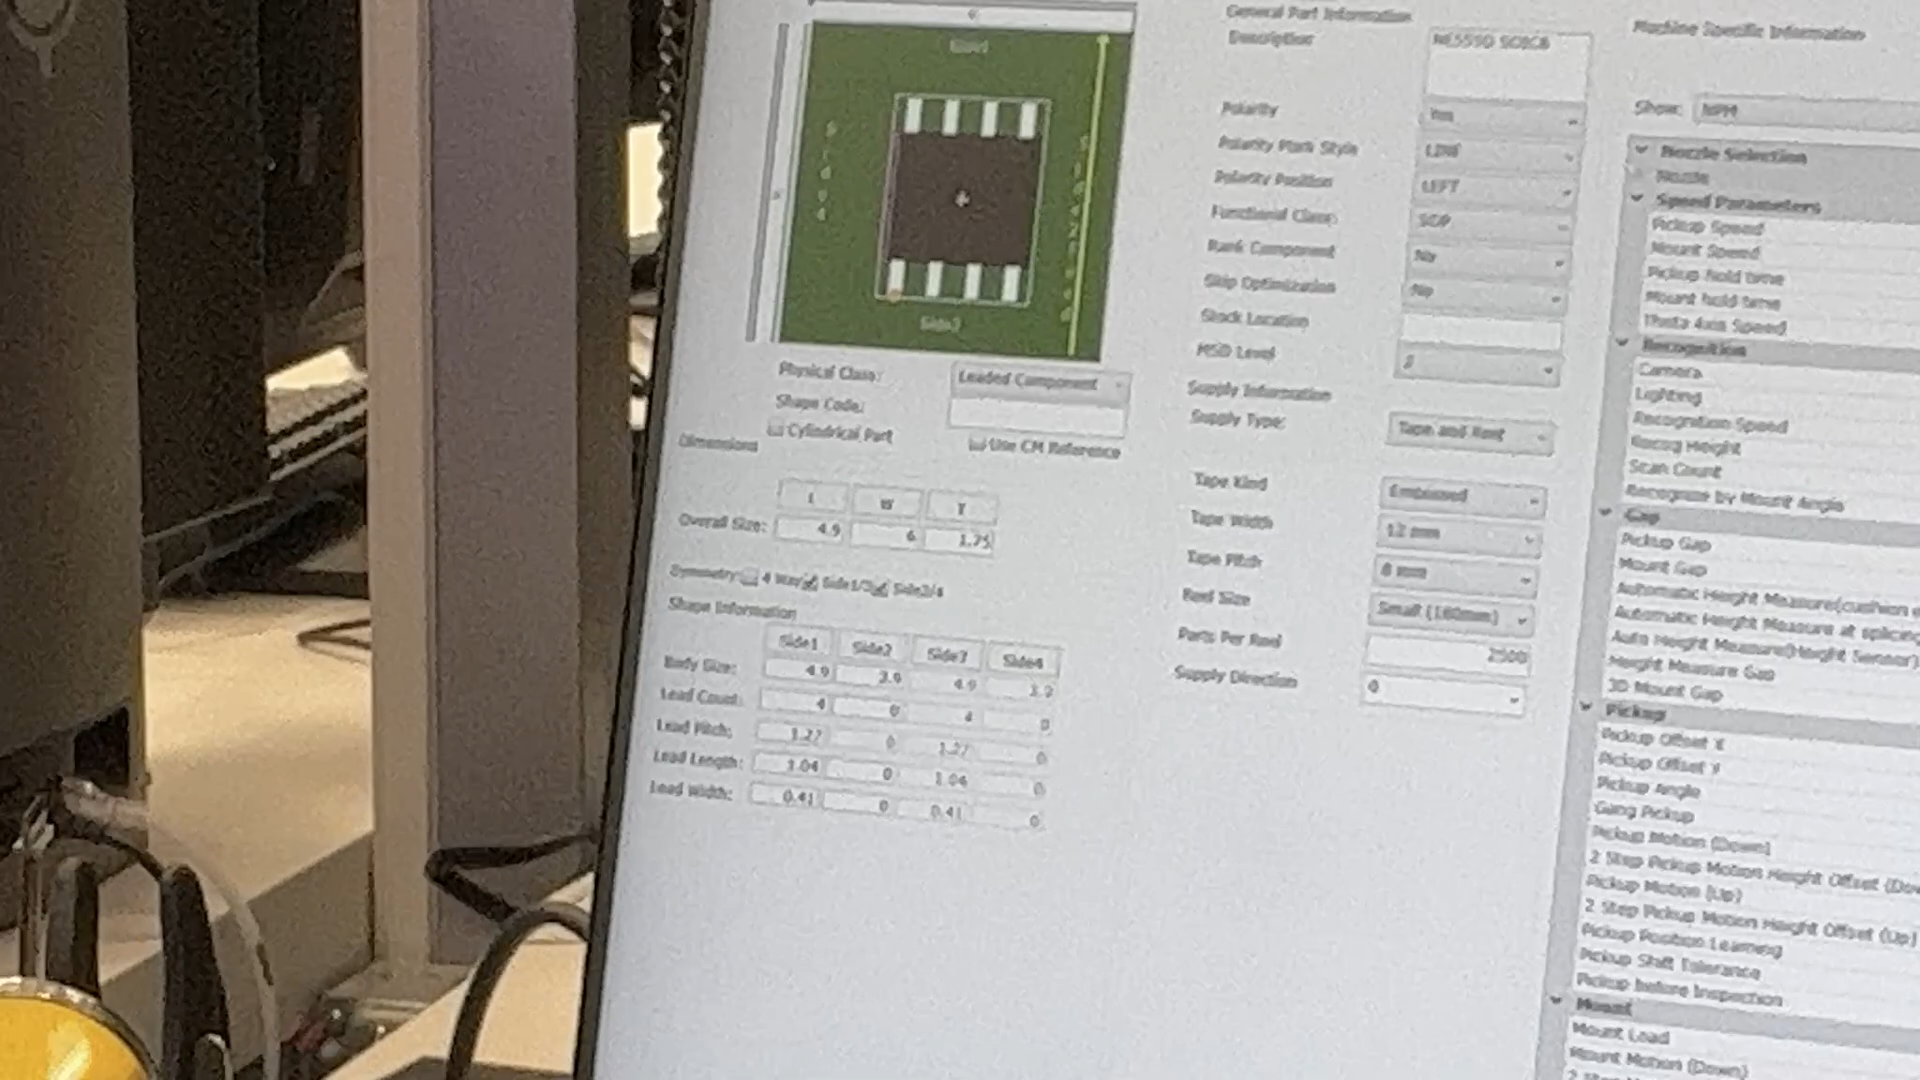 Side3
Physical Class: Leaded Component
Shape Code:
Cylindrical Part Use CM Reference
Dimensions
L W T
Overall Size: 4.9 6 1.75
Symmetry: 4 Way Side1/3 Side2/4
Shape Information
Side1 Side2 Side3 Side4
Body Size: 4.9 3.9 4.9 3.9
Lead Count: 4 0 4 0
Lead Pitch: 1.27 0 1.27 0
Lead Length: 1.04 0 1.04 0
Lead Width: 0.41 0 0.41 0
General Part Information
Description NE555D SOIC8
Polarity Yes
Polarity Mark Style LINE
Polarity Position LEFT
Functional Class: SOP
Rank Component No
Skip Optimization No
Stock Location
MSD Level 2
Supply Information
Supply Type: Tape and Reel
Tape Kind Embossed
Tape Width 12 mm
Tape Pitch 8 mm
Reel Size Small (180mm)
Parts Per Reel 2500
Supply Direction 0
Machine Specific Information
Show: NPM
Nozzle Selection
Nozzle
Speed Parameters
Pickup Speed
Mount Speed
Pickup hold time
Mount hold time
Theta Axis Speed
Recognition
Camera
Lighting
Recognition Speed
Recog Height
Scan Count
Recognize by Mount Angle
Gap
Pickup Gap
Mount Gap
Automatic Height Measure(cushion
Automatic Height Measure at splicing
Auto Height Measure(Height Sensor)
Height Measure Gap
3D Mount Gap
Pickup
Pickup Offset X
Pickup Offset Y
Pickup Angle
Gang Pickup
Pickup Motion (Down)
2 Step Pickup Motion Height Offset (Dow
Pickup Motion (Up)
2 Step Pickup Motion Height Offset (Up)
Pickup Position Learning
Pickup Shift Tolerance
Pickup before Inspection
Mount
Mount Load
Mount Motion (Down)